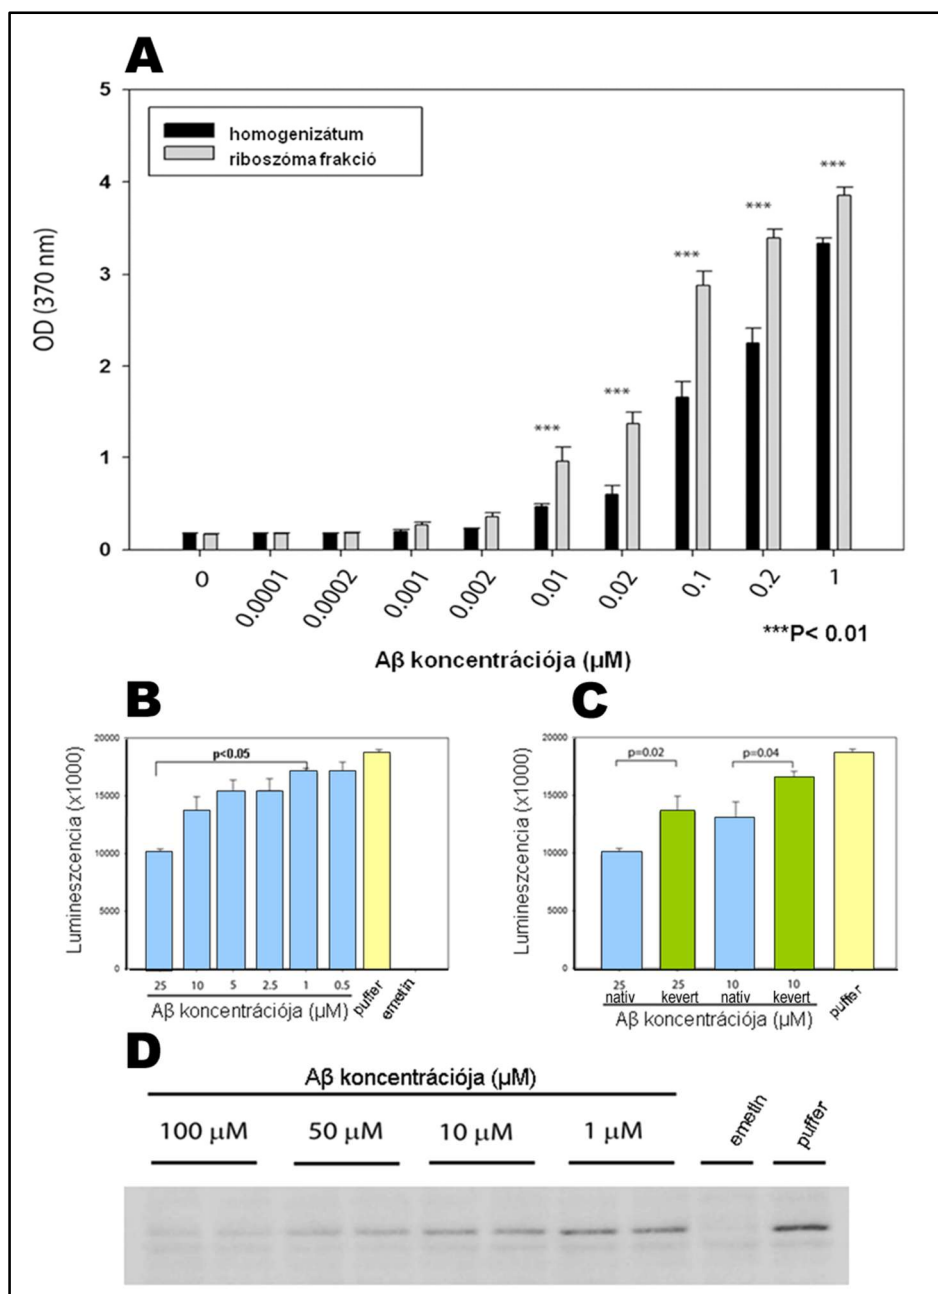 A
5
4
3
2
1
0
OD (370 nm)
homogenizátum
riboszóma frakció
***
***
***
***
***
***
0
0.0001
0.0002
0.001
0.002
0.01
0.02
0.1
0.2
1
***P< 0.01
Aβ koncentrációja (µM)
B
20000
15000
10000
5000
0
Lumineszcencia (x1000)
p<0.05
25
10
5
2.5
1
0.5
puffer
emetin
Aβ koncentrációja (µM)
C
20000
15000
10000
5000
0
Lumineszcencia (x1000)
p=0.02
p=0.04
25 25 10 10
natív kevert natív kevert
puffer
Aβ koncentrációja (µM)
D
Aβ koncentrációja (µM)
100 µM 50 µM 10 µM 1 µM
emetin
puffer